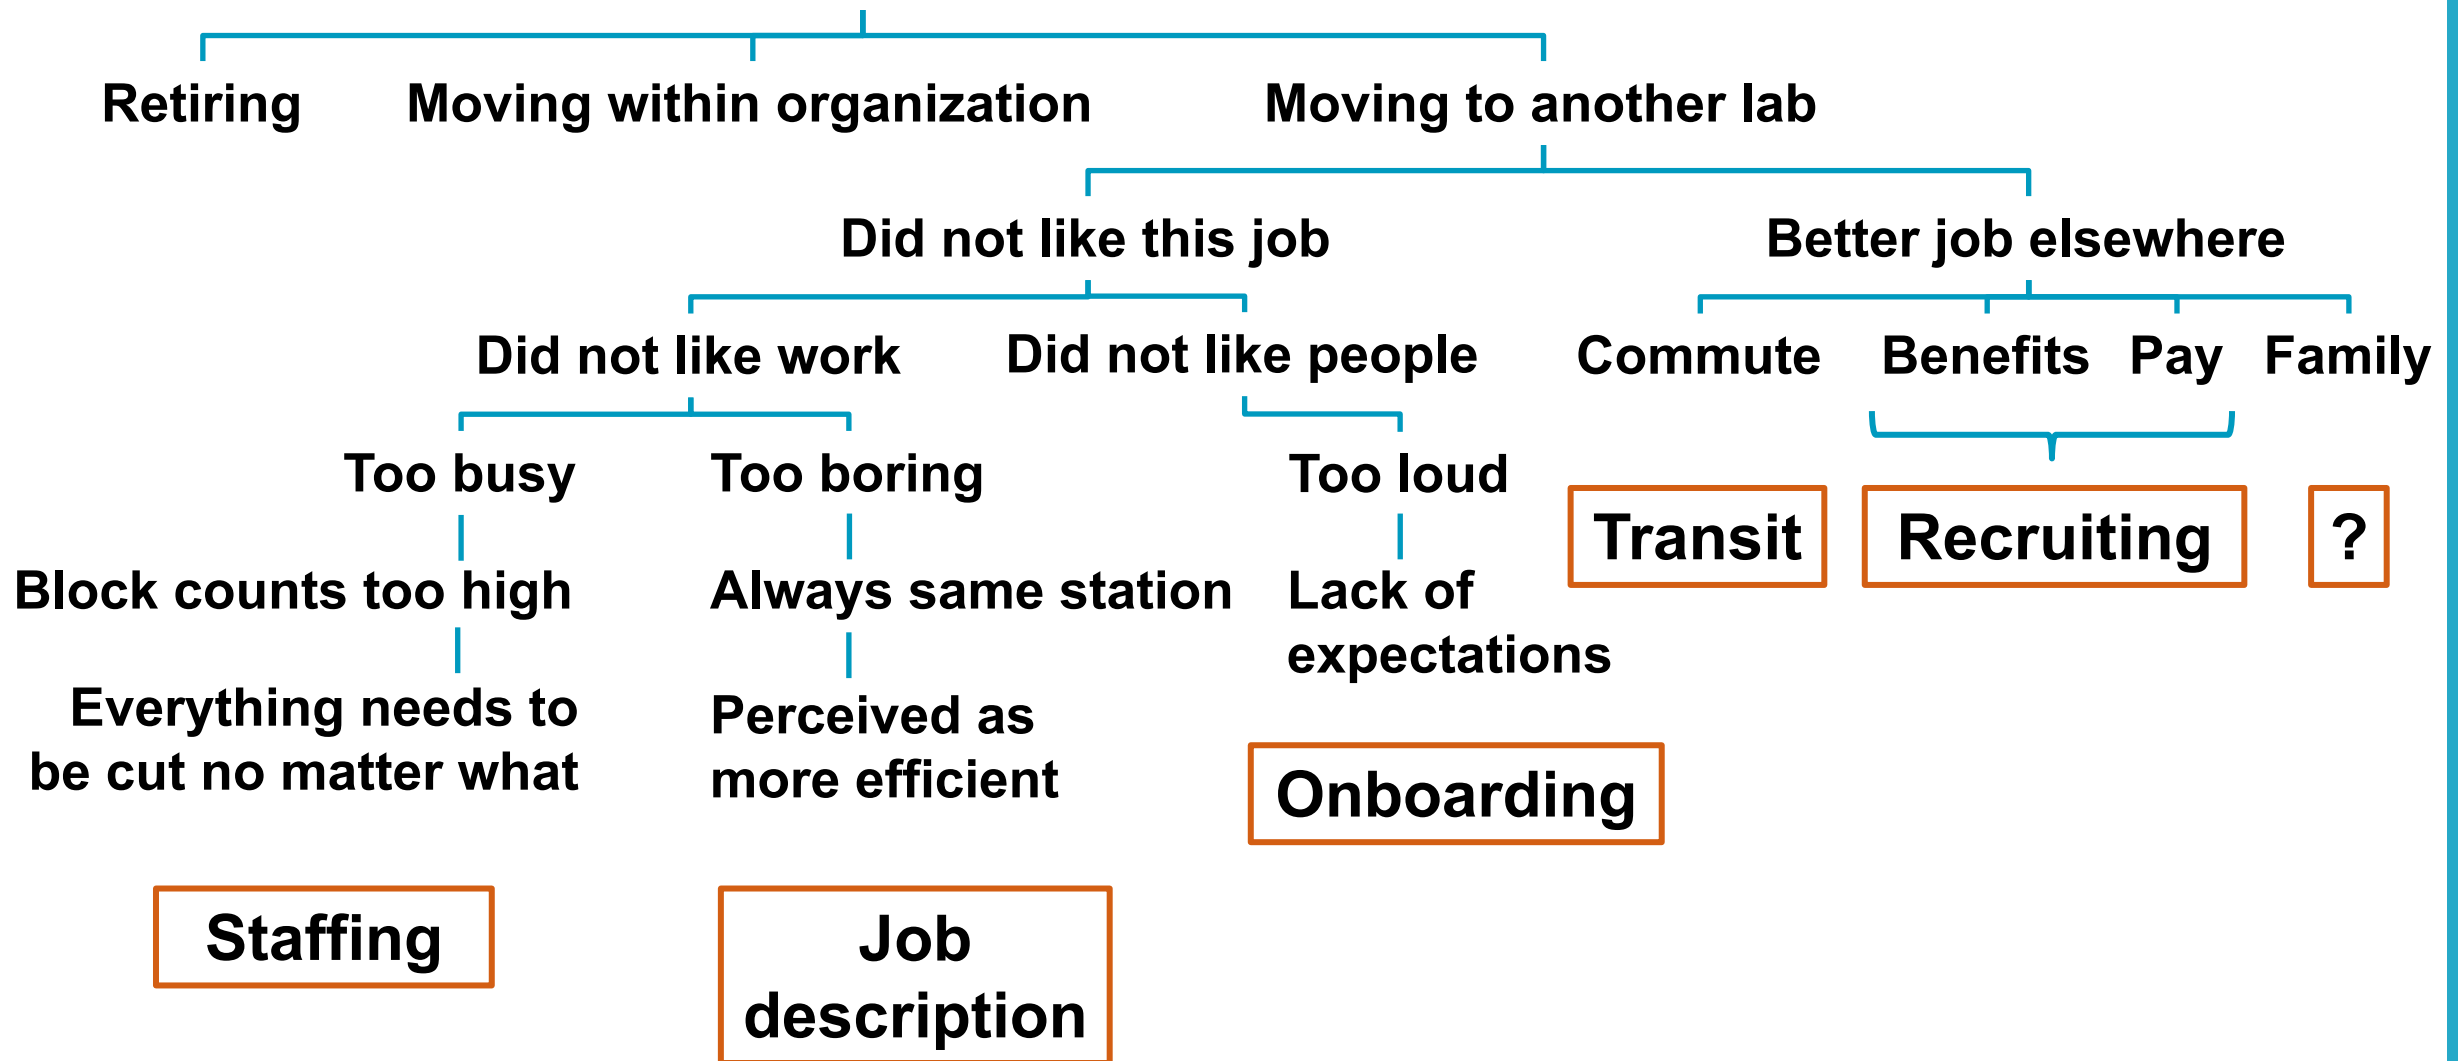 Retiring
Moving within organization
Moving to another lab
Did not like this job
Better job elsewhere
Did not like work
Did not like people
Commute
Benefits
Pay
Family
Too busy
Too boring
Too loud
Transit
Recruiting
?
Block counts too high
Always same station
Lack of
expectations
Everything needs to
be cut no matter what
Perceived as
more efficient
Onboarding
Staffing
Job
description